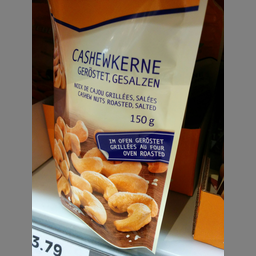 CASHEWKERNE
GERÖSTET, GESALZEN
NOIX DE CAJOU GRILLÉES, SALÉES
CASHEW NUTS ROASTED, SALTED
150 g
IM OFEN GERÖSTET
GRILLÉES AU FOUR
OVEN ROASTED
3.79